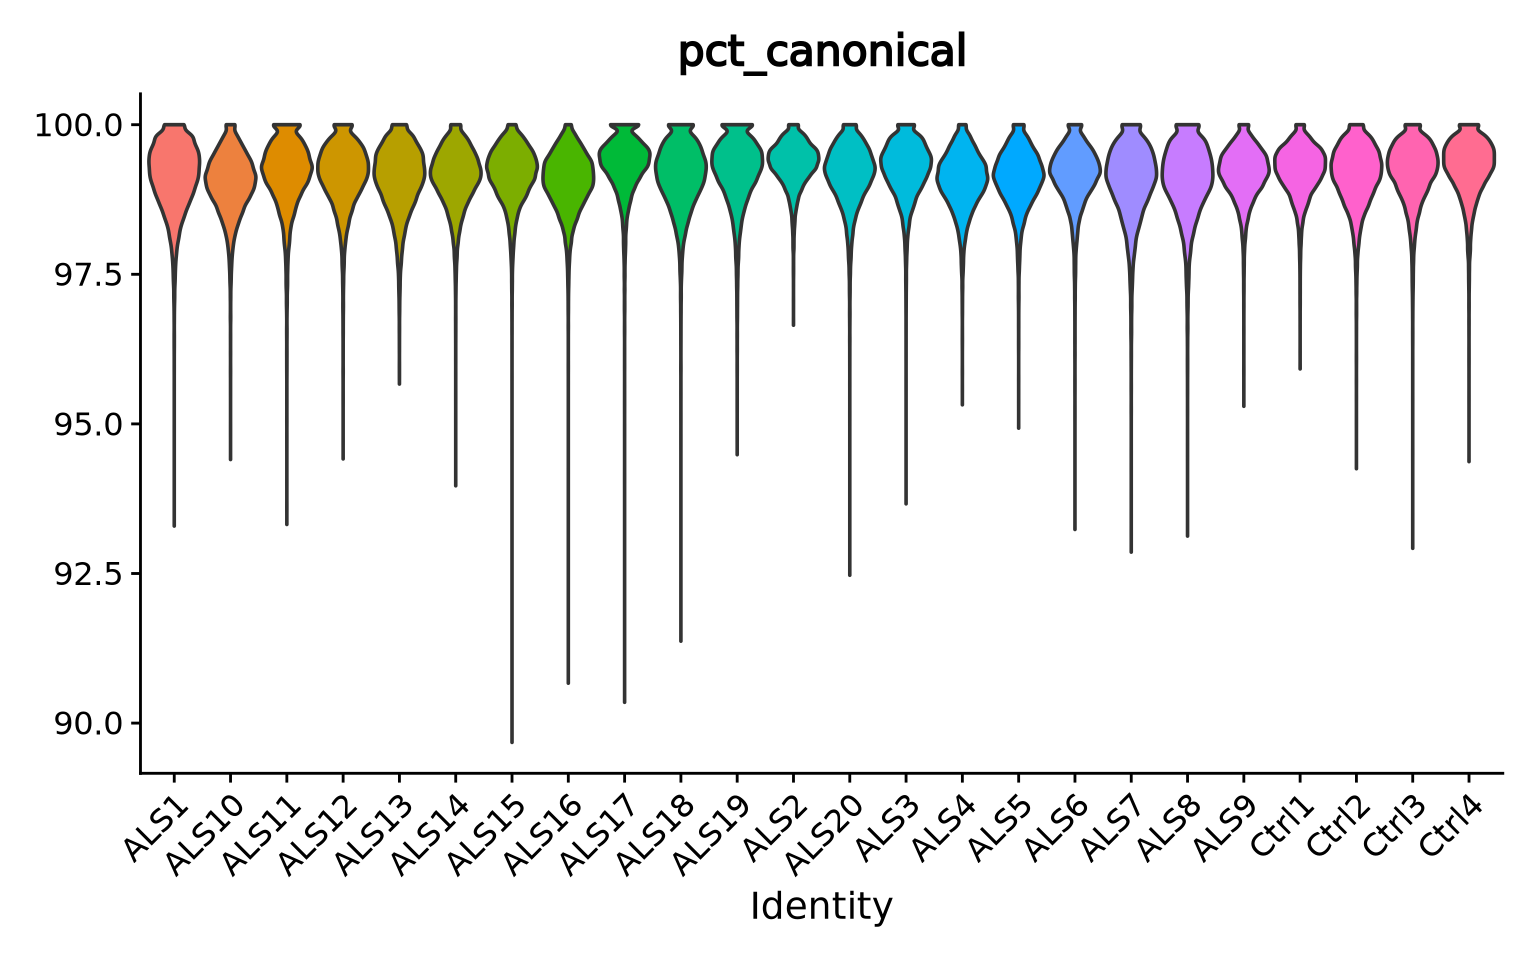 pct_canonical
100.0
97.5
95.0
92.5
90.0
ALS1 ALS10 ALS11 ALS12 ALS13 ALS14 ALS15 ALS16 ALS17 ALS18 ALS19 ALS2 ALS20 ALS3 ALS4 ALS5 ALS6 ALS7 ALS8 ALS9 Ctrl1 Ctrl2 Ctrl3 Ctrl4
Identity